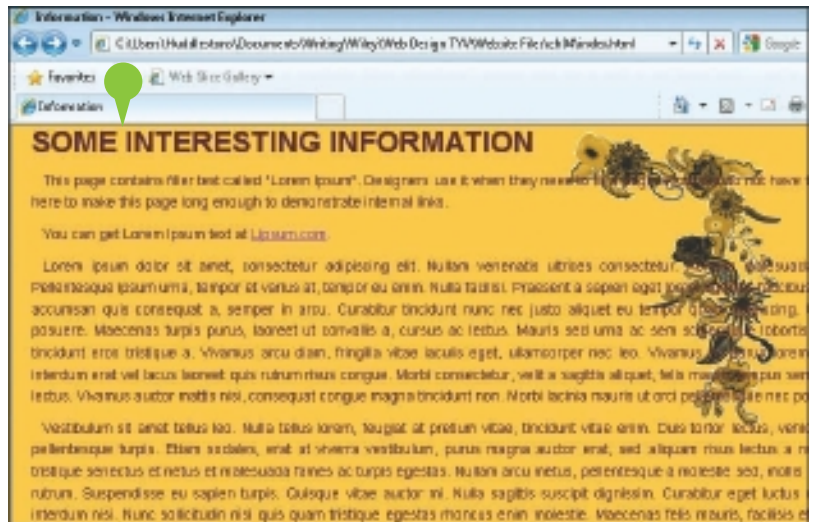 Information - Windows Internet Explorer
Google
Favorites Web Slice Gallery
Information
SOME INTERESTING INFORMATION
This page contains filler text called "Lorem Ipsum". Designers use it when they need to not have
here to make this page long enough to demonstrate internal links.
You can get Lorem Ipsum text at Lipsum.com.
Lorem ipsum dolor sit amet, consectetur adipiscing elit. Nullam venenatis ultrices consectetur.
Pellentesque ipsum urna, tempor et varius at, tempor eu enim. Nulla facilisi. Praesent a sapien eget
accumsan quis consequat a, semper in arcu. Curabitur tincidunt nunc nec justo aliquet eu tempor
posuere. Maecenas turpis purus, laoreet ut convallis a, cursus ac lectus. Mauris sed urna ac sem lobortis
tincidunt eros tristique a. Vivamus arcu diam, fringilla vitae iaculis eget, ullamcorper nec leo. Vivamus
interdum erat vel lacus laoreet quis rutrum risus congue. Morbi consectetur, velit a sagittis aliquet, felis
lectus. Vivamus auctor mattis nisi, consequat congue magna tincidunt non. Morbi lacinia mauris ut orci nec
Vestibulum sit amet tellus leo. Nulla tellus lorem, feugiat at pretium vitae, tincidunt vitae enim. Duis tortor lectus,
pellentesque turpis. Etiam sodales, erat at viverra vestibulum, purus magna auctor erat, sed aliquam risus lectus a
tristique senectus et netus et malesuada fames ac turpis egestas. Nullam arcu metus, pellentesque a molestie sed,
rutrum. Suspendisse eu sapien turpis. Quisque vitae auctor mi. Nulla sagittis suscipit dignissim. Curabitur eget luctus
interdum nisi. Nunc sollicitudin nisi quis quam tristique egestas rhoncus enim molestie. Maecenas felis mauris, facilisis